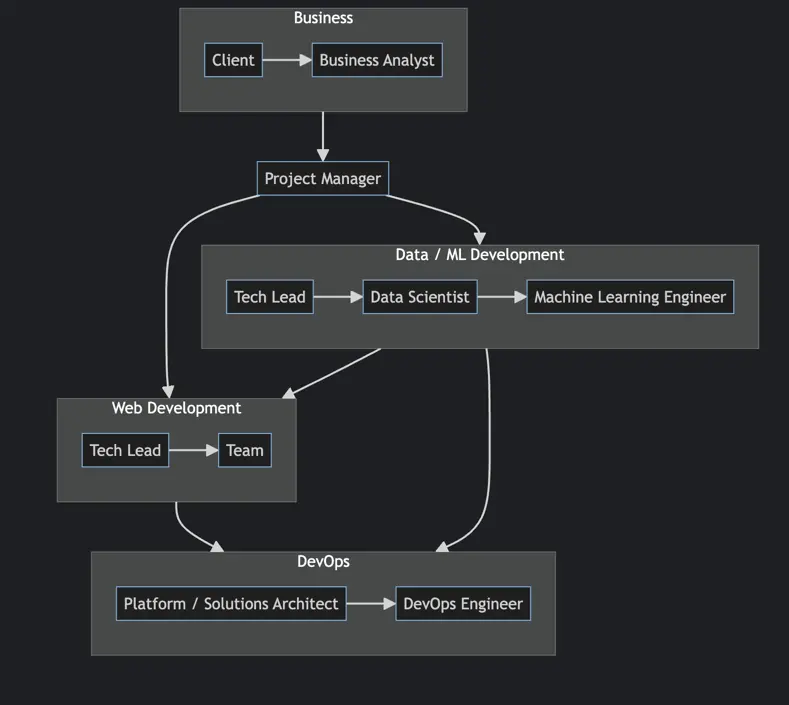 Business
Client
Business Analyst
Project Manager
Data / ML Development
Tech Lead
Data Scientist
Machine Learning Engineer
Web Development
Tech Lead
Team
DevOps
Platform / Solutions Architect
DevOps Engineer